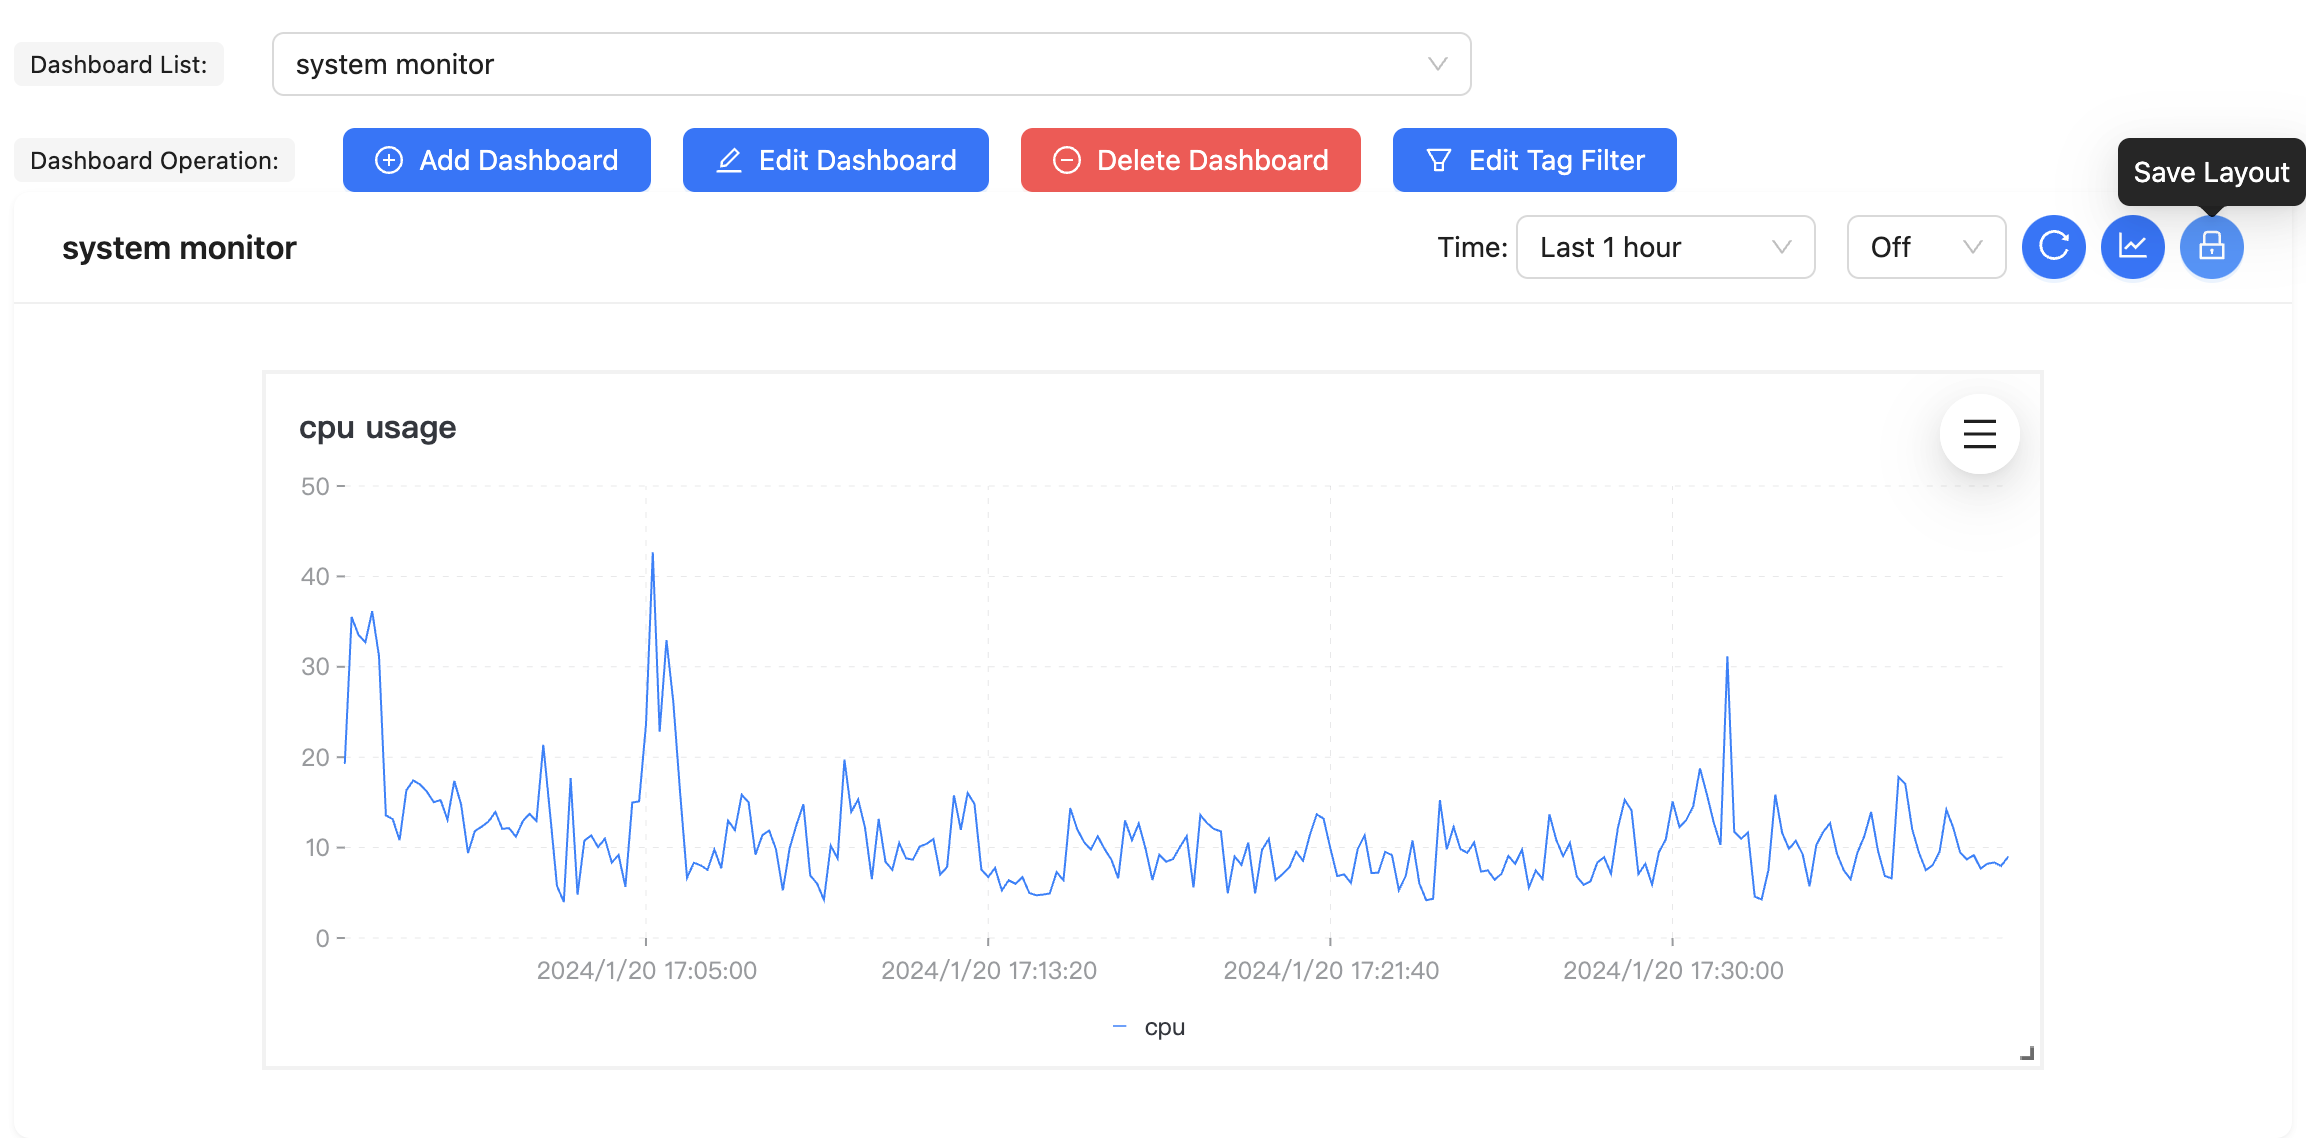 Dashboard List:
system monitor
Dashboard Operation:
Add Dashboard
Edit Dashboard
Delete Dashboard
Edit Tag Filter
Save Layout
system monitor
Time:
Last 1 hour
Off
cpu usage
50
40
30
20
10
0
2024/1/20 17:05:00
2024/1/20 17:13:20
2024/1/20 17:21:40
2024/1/20 17:30:00
cpu